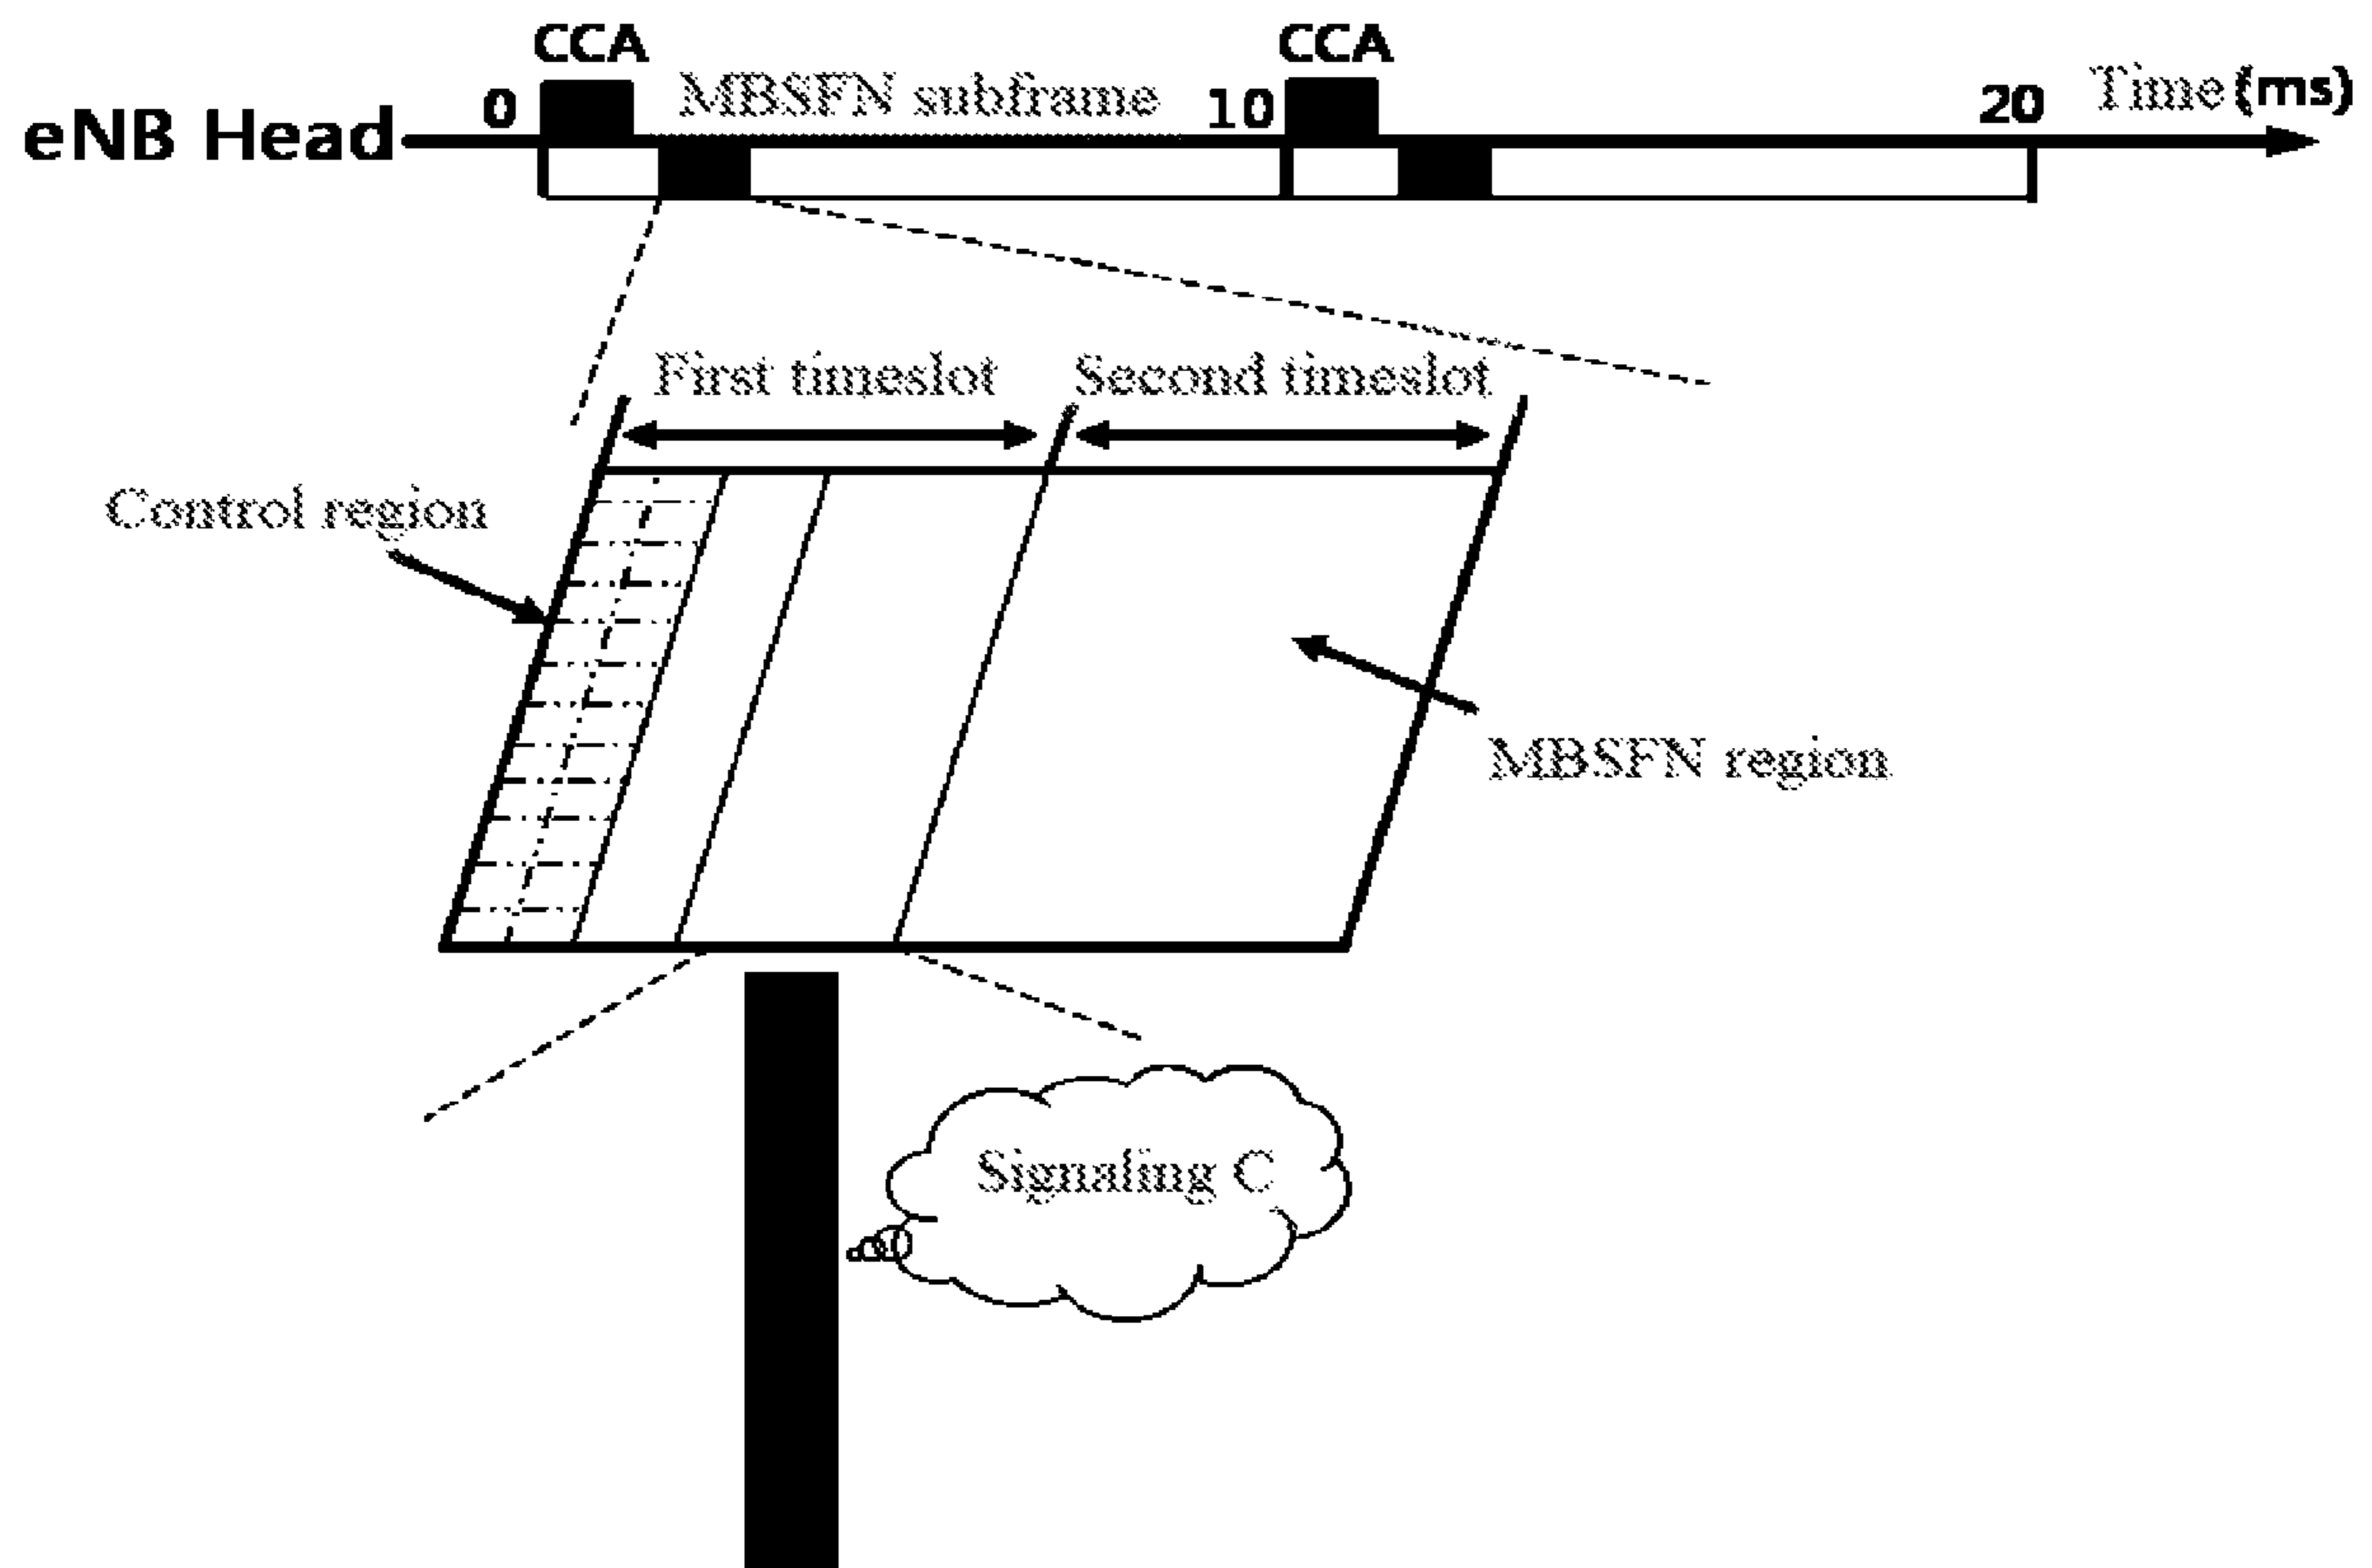 CCA CCA
0 MBSFN subframe 10 20 Time (ms)
eNB Head
First timeslot Second timeslot
Control region
MBSFN region
Signaling C